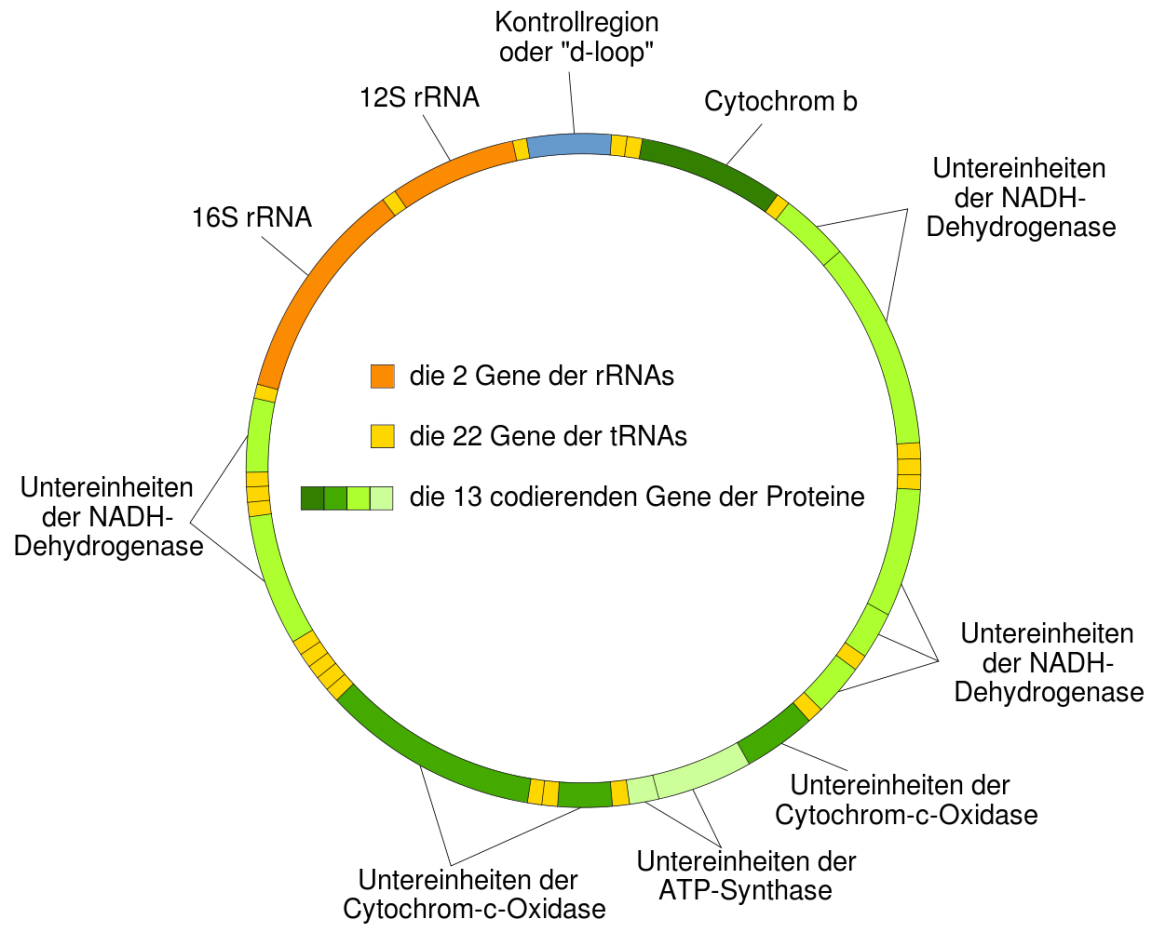 Kontrollregion
oder "d-loop"
12S rRNA
Cytochrom b
Untereinheiten
der NADH-
Dehydrogenase
16S rRNA
die 2 Gene der rRNAs
die 22 Gene der tRNAs
die 13 codierenden Gene der Proteine
Untereinheiten
der NADH-
Dehydrogenase
Untereinheiten
der NADH-
Dehydrogenase
Untereinheiten der
Cytochrom-c-Oxidase
Untereinheiten der
ATP-Synthase
Untereinheiten der
Cytochrom-c-Oxidase